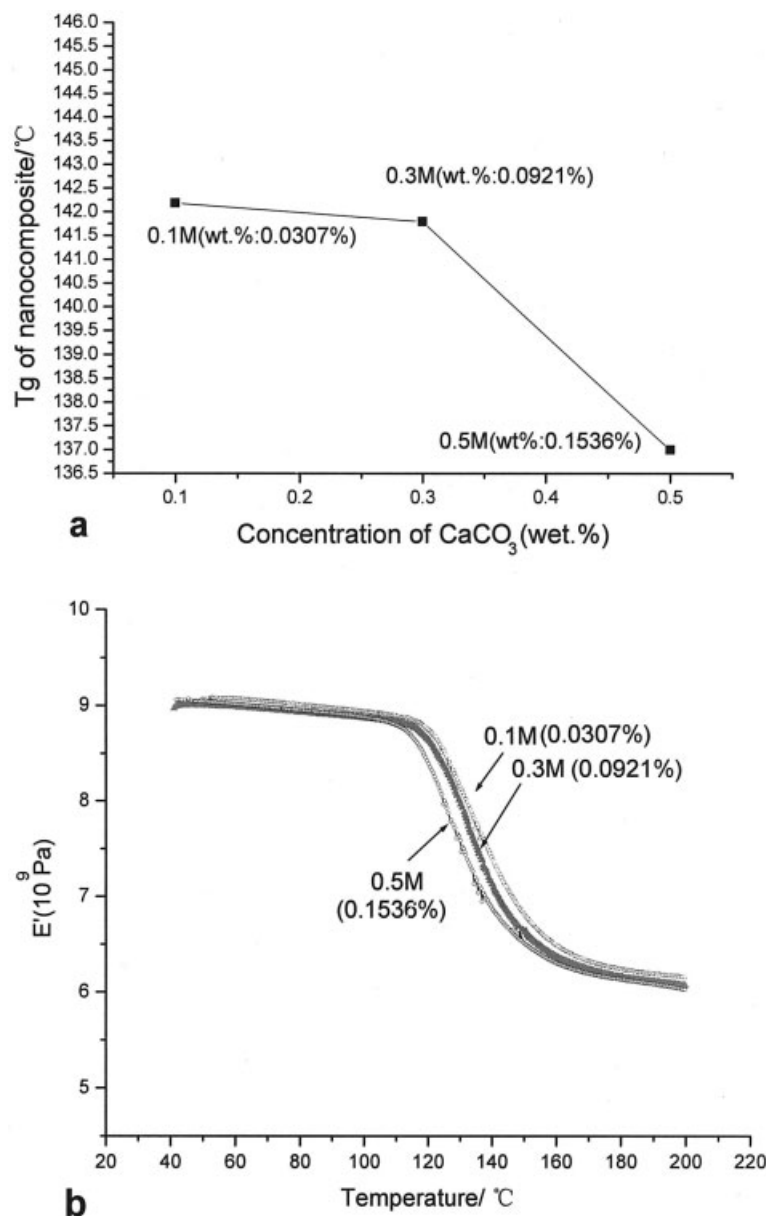 146.0
145.5
145.0
144.5
144.0
143.5
143.0
142.5
142.0
141.5
141.0
140.5
140.0
139.5
139.0
138.5
138.0
137.5
137.0
136.5
Tg of nanocomposite/℃
0.3M(wt.%:0.0921%)
0.1M(wt.%:0.0307%)
0.5M(wt%:0.1536%)
0.1 0.2 0.3 0.4 0.5
a
Concentration of CaCO3(wet.%)
10
9
8
7
6
5
E'(10^9 Pa)
0.1M (0.0307%)
0.3M (0.0921%)
0.5M
(0.1536%)
20 40 60 80 100 120 140 160 180 200 220
b
Temperature/ ℃